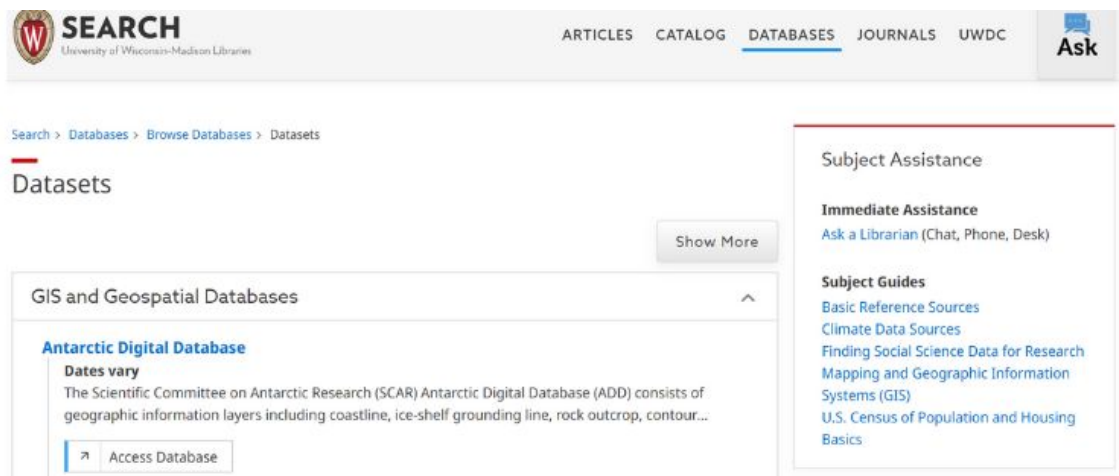 SEARCH
University of Wisconsin-Madison Libraries
ARTICLES CATALOG DATABASES JOURNALS UWDC
Ask
Search > Databases > Browse Databases > Datasets
Datasets
Show More
GIS and Geospatial Databases
Antarctic Digital Database
Dates vary
The Scientific Committee on Antarctic Research (SCAR) Antarctic Digital Database (ADD) consists of
geographic information layers including coastline, ice-shelf grounding line, rock outcrop, contour...
Access Database
Subject Assistance
Immediate Assistance
Ask a Librarian (Chat, Phone, Desk)
Subject Guides
Basic Reference Sources
Climate Data Sources
Finding Social Science Data for Research
Mapping and Geographic Information
Systems (GIS)
U.S. Census of Population and Housing
Basics